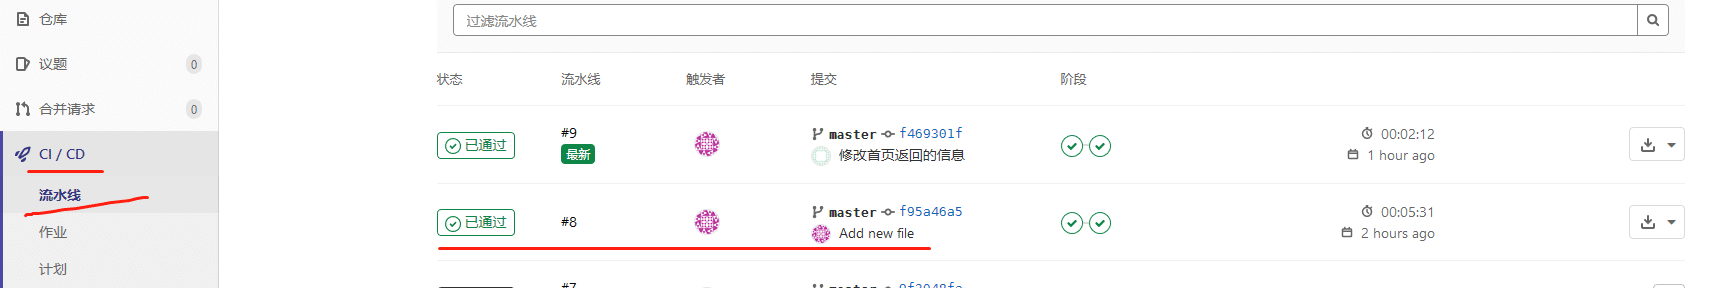 仓库
议题 0
合并请求 0
CI / CD
流水线
作业
计划
过滤流水线
状态 流水线 触发者 提交 阶段
已通过 #9 最新 master f469301f 00:02:12
修改首页返回的信息 1 hour ago
已通过 #8 master f95a46a5 00:05:31
Add new file 2 hours ago
#7